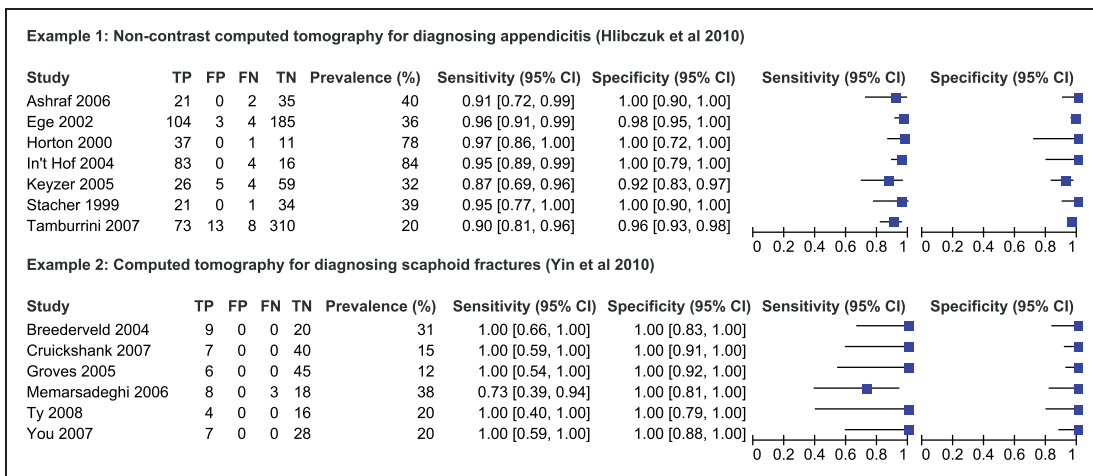 Example 1: Non-contrast computed tomography for diagnosing appendicitis (Hlibczuk et al 2010)
Study TP FP FN TN Prevalence (%) Sensitivity (95% CI) Specificity (95% CI) Sensitivity (95% CI) Specificity (95% CI)
Ashraf 2006 21 0 2 35 40 0.91 [0.72, 0.99] 1.00 [0.90, 1.00]
Ege 2002 104 3 4 185 36 0.96 [0.91, 0.99] 0.98 [0.95, 1.00]
Horton 2000 37 0 1 11 78 0.97 [0.86, 1.00] 1.00 [0.72, 1.00]
In't Hof 2004 83 0 4 16 84 0.95 [0.89, 0.99] 1.00 [0.79, 1.00]
Keyzer 2005 26 5 4 59 32 0.87 [0.69, 0.96] 0.92 [0.83, 0.97]
Stacher 1999 21 0 1 34 39 0.95 [0.77, 1.00] 1.00 [0.90, 1.00]
Tamburrini 2007 73 13 8 310 20 0.90 [0.81, 0.96] 0.96 [0.93, 0.98]
0 0.2 0.4 0.6 0.8 1 0 0.2 0.4 0.6 0.8 1
Example 2: Computed tomography for diagnosing scaphoid fractures (Yin et al 2010)
Study TP FP FN TN Prevalence (%) Sensitivity (95% CI) Specificity (95% CI) Sensitivity (95% CI) Specificity (95% CI)
Breederveld 2004 9 0 0 20 31 1.00 [0.66, 1.00] 1.00 [0.83, 1.00]
Cruickshank 2007 7 0 0 40 15 1.00 [0.59, 1.00] 1.00 [0.91, 1.00]
Groves 2005 6 0 0 45 12 1.00 [0.54, 1.00] 1.00 [0.92, 1.00]
Memarsadeghi 2006 8 0 3 18 38 0.73 [0.39, 0.94] 1.00 [0.81, 1.00]
Ty 2008 4 0 0 16 20 1.00 [0.40, 1.00] 1.00 [0.79, 1.00]
You 2007 7 0 0 28 20 1.00 [0.59, 1.00] 1.00 [0.88, 1.00]
0 0.2 0.4 0.6 0.8 1 0 0.2 0.4 0.6 0.8 1